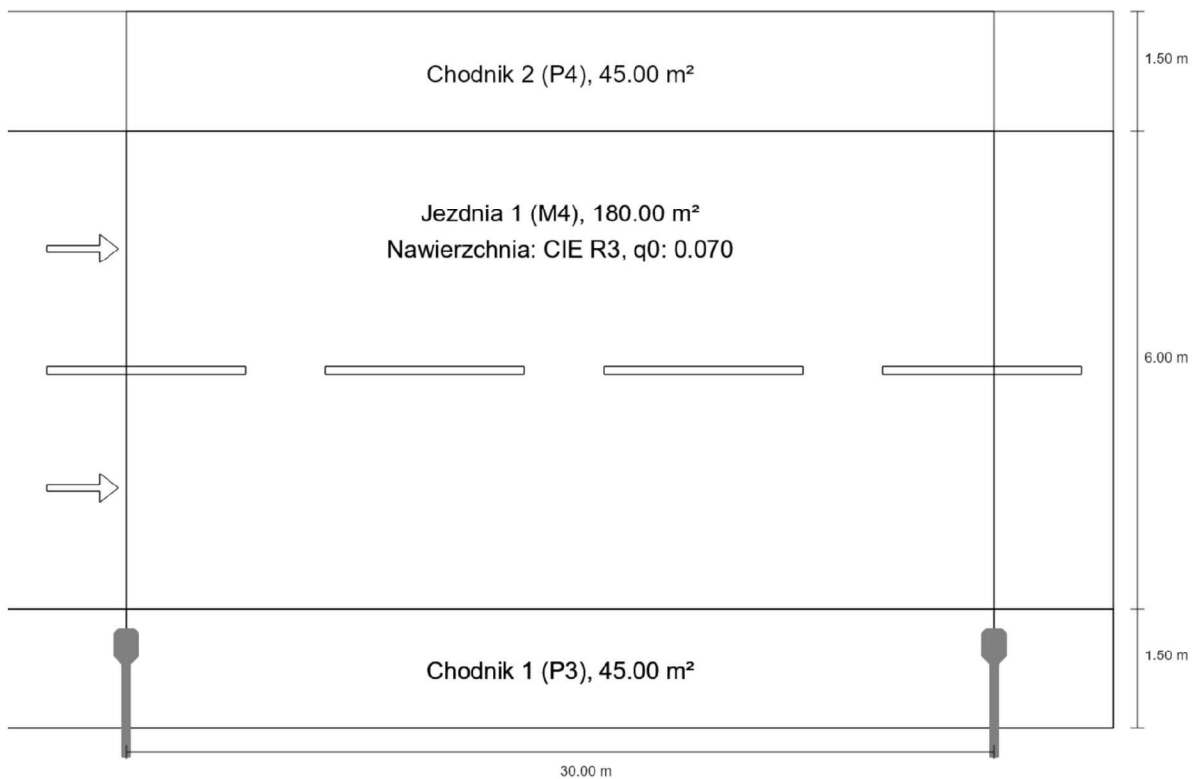 Chodnik 2 (P4), 45.00 m²
1.50 m
Jezdnia 1 (M4), 180.00 m²
Nawierzchnia: CIE R3, q0: 0.070
6.00 m
Chodnik 1 (P3), 45.00 m²
1.50 m
30.00 m